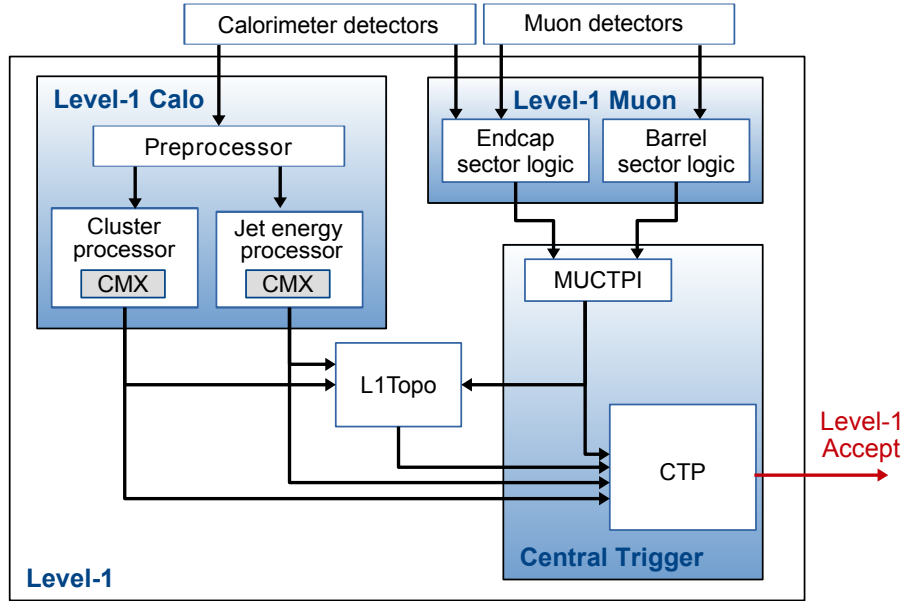 Calorimeter detectors
Muon detectors
Level-1 Calo
Level-1 Muon
Preprocessor
Endcap
sector logic
Barrel
sector logic
Cluster
processor
CMX
Jet energy
processor
CMX
MUCTPI
L1Topo
CTP
Level-1
Accept
Central Trigger
Level-1